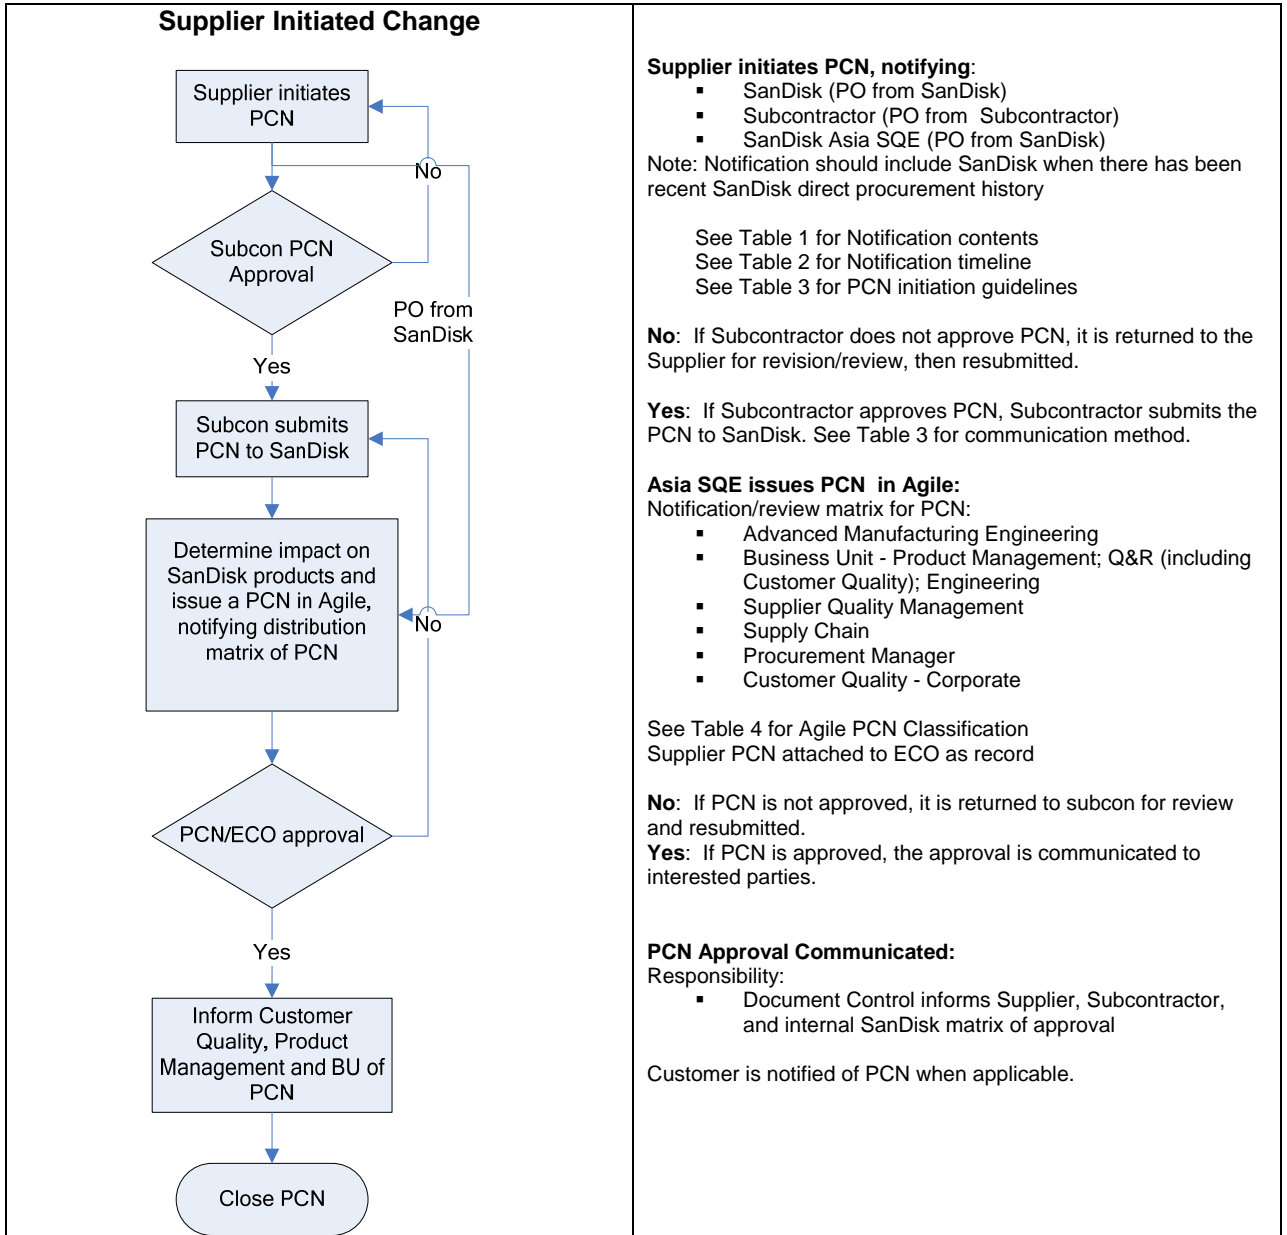 Supplier Initiated Change
Supplier initiates
PCN
No
Subcon PCN
Approval
PO from
SanDisk
Yes
Subcon submits
PCN to SanDisk
Determine impact on
SanDisk products and
issue a PCN in Agile,
notifying distribution
matrix of PCN
No
PCN/ECO approval
Yes
Inform Customer
Quality, Product
Management and BU of
PCN
Close PCN
Supplier initiates PCN, notifying:
▪ SanDisk (PO from SanDisk)
▪ Subcontractor (PO from  Subcontractor)
▪ SanDisk Asia SQE (PO from SanDisk)
Note: Notification should include SanDisk when there has been
recent SanDisk direct procurement history
See Table 1 for Notification contents
See Table 2 for Notification timeline
See Table 3 for PCN initiation guidelines
No:  If Subcontractor does not approve PCN, it is returned to the
Supplier for revision/review, then resubmitted.
Yes:  If Subcontractor approves PCN, Subcontractor submits the
PCN to SanDisk. See Table 3 for communication method.
Asia SQE issues PCN  in Agile:
Notification/review matrix for PCN:
▪ Advanced Manufacturing Engineering
▪ Business Unit - Product Management; Q&R (including
Customer Quality); Engineering
▪ Supplier Quality Management
▪ Supply Chain
▪ Procurement Manager
▪ Customer Quality - Corporate
See Table 4 for Agile PCN Classification
Supplier PCN attached to ECO as record
No:  If PCN is not approved, it is returned to subcon for review
and resubmitted.
Yes:  If PCN is approved, the approval is communicated to
interested parties.
PCN Approval Communicated:
Responsibility:
▪ Document Control informs Supplier, Subcontractor,
and internal SanDisk matrix of approval
Customer is notified of PCN when applicable.